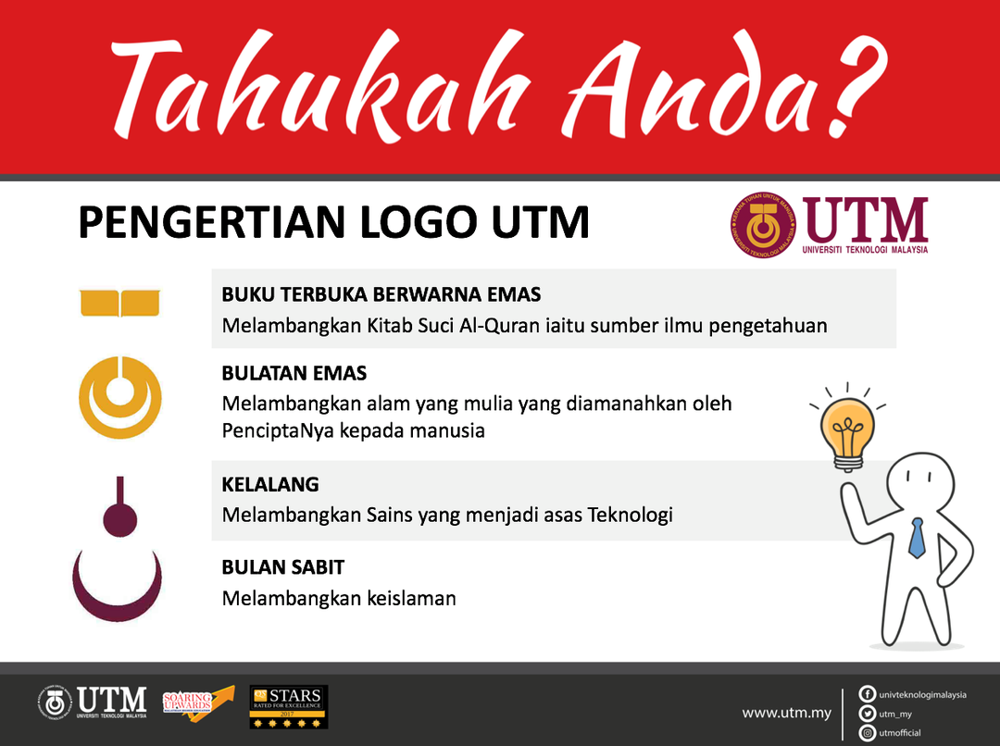 Tahukah Anda?
PENGERTIAN LOGO UTM
KERANA TUHAN UNTUK MANUSIA
UNIVERSITI TEKNOLOGI MALAYSIA
UTM
UNIVERSITI TEKNOLOGI MALAYSIA
BUKU TERBUKA BERWARNA EMAS
Melambangkan Kitab Suci Al-Quran iaitu sumber ilmu pengetahuan
BULATAN EMAS
Melambangkan alam yang mulia yang diamanahkan oleh
PenciptaNya kepada manusia
KELALANG
Melambangkan Sains yang menjadi asas Teknologi
BULAN SABIT
Melambangkan keislaman
UTM
UNIVERSITI TEKNOLOGI MALAYSIA
SOARING
UPWARDS
QS STARS
RATED FOR EXCELLENCE
2017
www.utm.my
univteknologimalaysia
utm_my
utmofficial